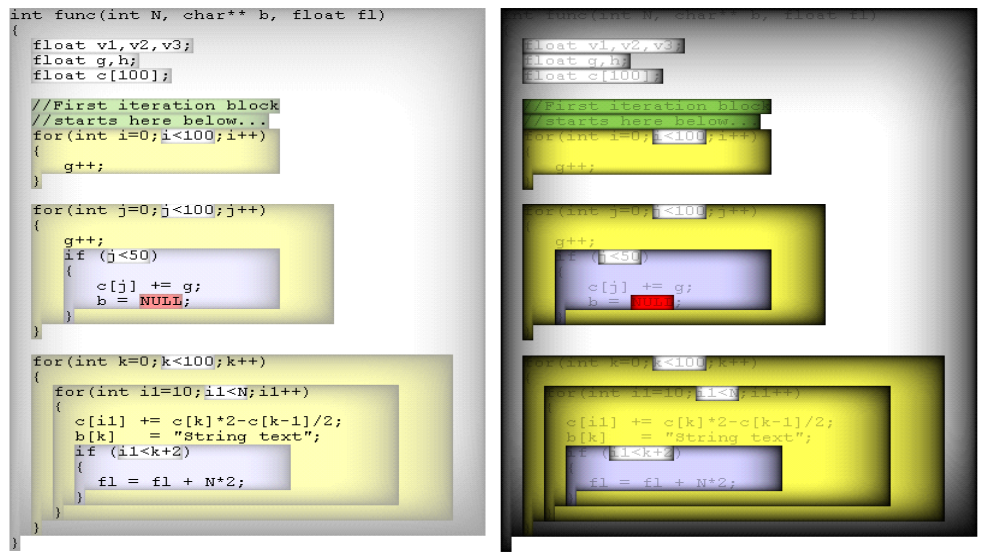 int func(int N, char** b, float fl)
{
float v1,v2,v3;
float g,h;
float c[100];
//First iteration block
//starts here below...
for(int i=0;i<100;i++)
{
g++;
}
for(int j=0;j<100;j++)
{
g++;
if (j<50)
{
c[j] += g;
b = NULL;
}
}
for(int k=0;k<100;k++)
{
for(int i1=10;i1<N;i1++)
{
c[i1] += c[k]*2-c[k-1]/2;
b[k] = "String text";
if (i1<k+2)
{
fl = fl + N*2;
}
}
}
}
int func(int N, char** b, float fl)
float v1,v2,v3;
float g,h;
float c[100];
//First iteration block
//starts here below...
for(int i=0;i<100;i++)
g++;
for(int j=0;j<100;j++)
{
g++;
if (j<50)
{
c[j] += g;
b = NULL;
for(int k=0;k<100;k++)
{
for(int i1=10;i1<N;i1++)
{
c[i1] += c[k]*2-c[k-1]/2;
b[k] = "String text";
if (i1<k+2)
{
fl = fl + N*2;